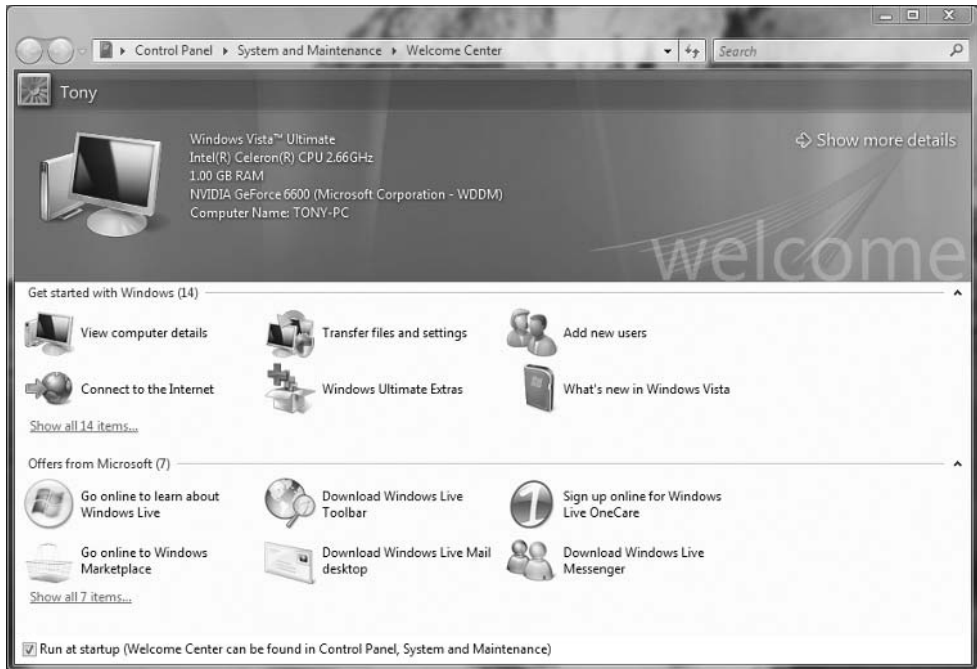 Control Panel ▸ System and Maintenance ▸ Welcome Center
Search
Tony
Windows Vista™ Ultimate
Intel(R) Celeron(R) CPU 2.66GHz
1.00 GB RAM
NVIDIA GeForce 6600 (Microsoft Corporation - WDDM)
Computer Name: TONY-PC
Show more details
welcome
Get started with Windows (14)
View computer details
Transfer files and settings
Add new users
Connect to the Internet
Windows Ultimate Extras
What's new in Windows Vista
Show all 14 items...
Offers from Microsoft (7)
Go online to learn about
Windows Live
Download Windows Live
Toolbar
Sign up online for Windows
Live OneCare
Go online to Windows
Marketplace
Download Windows Live Mail
desktop
Download Windows Live
Messenger
Show all 7 items...
Run at startup (Welcome Center can be found in Control Panel, System and Maintenance)